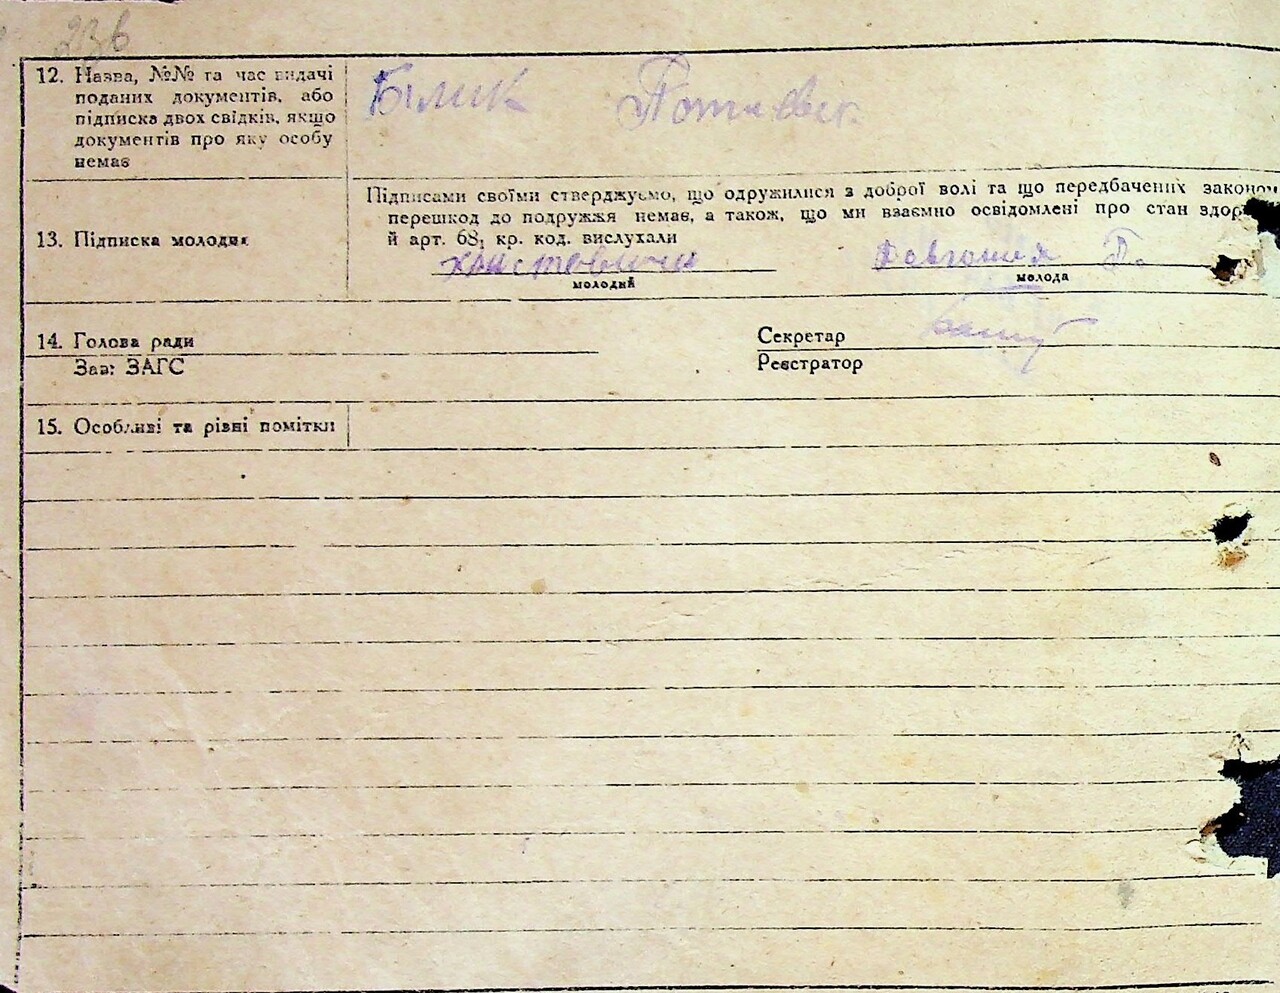 23в
12. Назва, №№ та час видачі
поданих документів, або
підписка двох свідків, якщо
документів про яку особу
немає
Білик
Підписами своїми стверджуємо, що одружилися з доброї волі та що передбачених законом
перешкод до подружжя немає, а також, що ми взаємно освідомлені про стан здор
й арт. 68, кр. код. вислухали
13. Підписка молодих
молодий
молода
14. Голова ради
Секретар
Зав: ЗАГС
Реєстратор
15. Особливі та рівні помітки